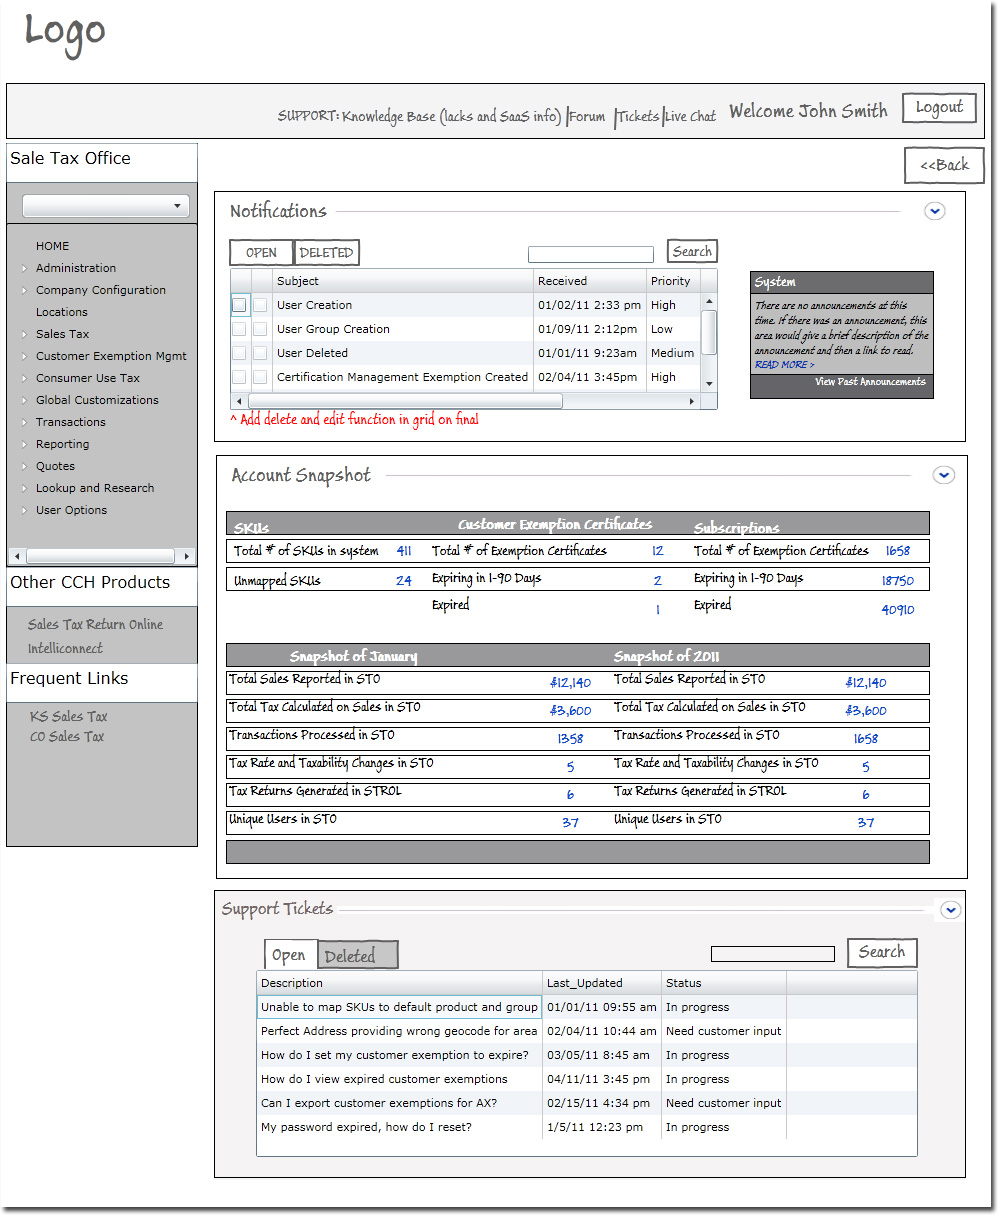 Logo
SUPPORT: Knowledge Base (lacks and SaaS info) |Forum |Tickets|Live Chat Welcome John Smith Logout
Sale Tax Office
<<Back
HOME
Administration
Company Configuration
Locations
Sales Tax
Customer Exemption Mgmt
Consumer Use Tax
Global Customizations
Transactions
Reporting
Quotes
Lookup and Research
User Options
Other CCH Products
Sales Tax Return Online
Intelliconnect
Frequent Links
KS Sales Tax
CO Sales Tax
Notifications
OPEN DELETED Search
Subject Received Priority
User Creation 01/02/11 2:33 pm High
User Group Creation 01/09/11 2:12pm Low
User Deleted 01/01/11 9:23am Medium
Certification Management Exemption Created 02/04/11 3:45pm High
^ Add delete and edit function in grid on final
System
There are no announcements at this
time. If there was an announcement, this
area would give a brief description of the
announcement and then a link to read.
READ MORE >
View Past Announcements
Account Snapshot
SKUs Customer Exemption Certificates Subscriptions
Total # of SKUs in system 411 Total # of Exemption Certificates 12 Total # of Exemption Certificates 1658
Unmapped SKUs 24 Expiring in 1-90 Days 2 Expiring in 1-90 Days 18750
Expired 1 Expired 40910
Snapshot of January Snapshot of 2011
Total Sales Reported in STO $12,140 Total Sales Reported in STO $12,140
Total Tax Calculated on Sales in STO $3,600 Total Tax Calculated on Sales in STO $3,600
Transactions Processed in STO 1358 Transactions Processed in STO 1658
Tax Rate and Taxability Changes in STO 5 Tax Rate and Taxability Changes in STO 5
Tax Returns Generated in STROL 6 Tax Returns Generated in STROL 6
Unique Users in STO 37 Unique Users in STO 37
Support Tickets
Open Deleted Search
Description Last_Updated Status
Unable to map SKUs to default product and group 01/01/11 09:55 am In progress
Perfect Address providing wrong geocode for area 02/04/11 10:44 am Need customer input
How do I set my customer exemption to expire? 03/05/11 8:45 am In progress
How do I view expired customer exemptions 04/11/11 3:45 pm In progress
Can I export customer exemptions for AX? 02/15/11 4:34 pm Need customer input
My password expired, how do I reset? 1/5/11 12:23 pm In progress